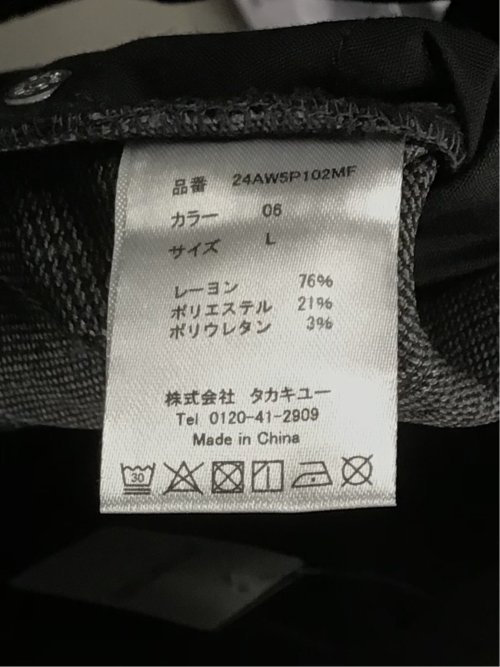 品番 24AW5P102MF
カラー 06
サイズ L
レーヨン 76%
ポリエステル 21%
ポリウレタン 3%
株式会社 タカキュー
Tel 0120-41-2909
Made in China
30